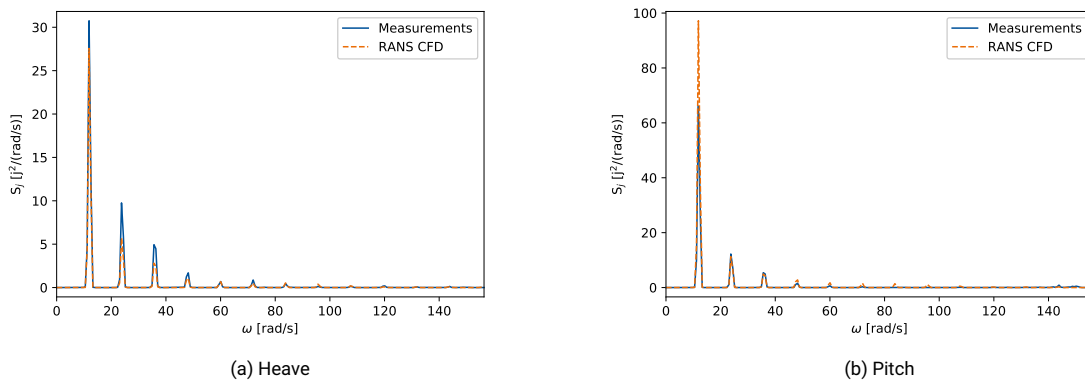 Measurements
RANS CFD
30
25
20
15
10
5
0
S_j [j²/(rad/s)]
0 20 40 60 80 100 120 140
ω [rad/s]
(a) Heave
Measurements
RANS CFD
100
80
60
40
20
0
S_j [j²/(rad/s)]
0 20 40 60 80 100 120 140
ω [rad/s]
(b) Pitch